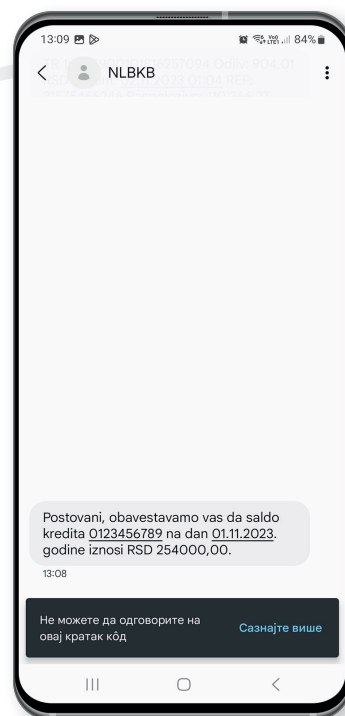 13:09
84%
NLBKB
Postovani, obavestavamo vas da saldo
kredita 0123456789 na dan 01.11.2023.
godine iznosi RSD 254000,00.
13:08
Не можете да одговорите на
овај кратак кôд
Сазнајте више